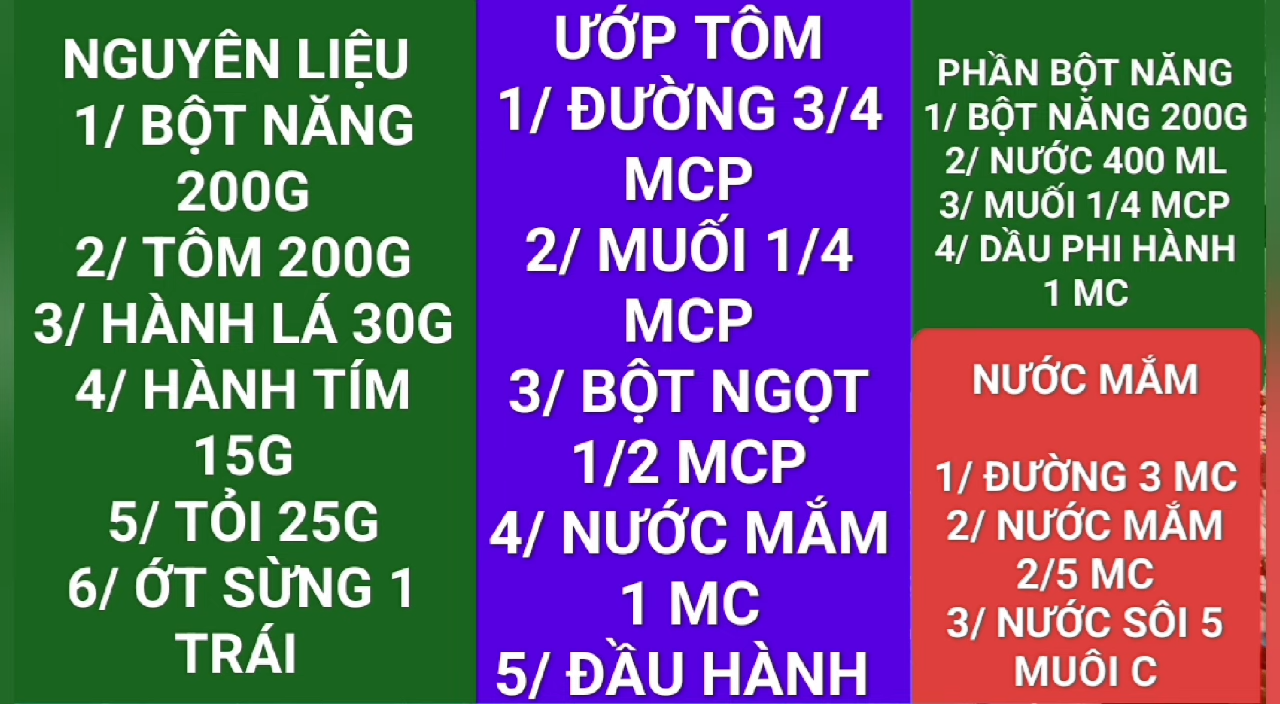 NGUYÊN LIỆU
1/ BỘT NĂNG
200G
2/ TÔM 200G
3/ HÀNH LÁ 30G
4/ HÀNH TÍM
15G
5/ TỎI 25G
6/ ỚT SỪNG 1
TRÁI
ƯỚP TÔM
1/ ĐƯỜNG 3/4
MCP
2/ MUỐI 1/4
MCP
3/ BỘT NGỌT
1/2 MCP
4/ NƯỚC MẮM
1 MC
5/ ĐẦU HÀNH
PHẦN BỘT NĂNG
1/ BỘT NĂNG 200G
2/ NƯỚC 400 ML
3/ MUỐI 1/4 MCP
4/ DẦU PHI HÀNH
1 MC
NƯỚC MẮM
1/ ĐƯỜNG 3 MC
2/ NƯỚC MẮM
2/5 MC
3/ NƯỚC SÔI 5
MUÔI C